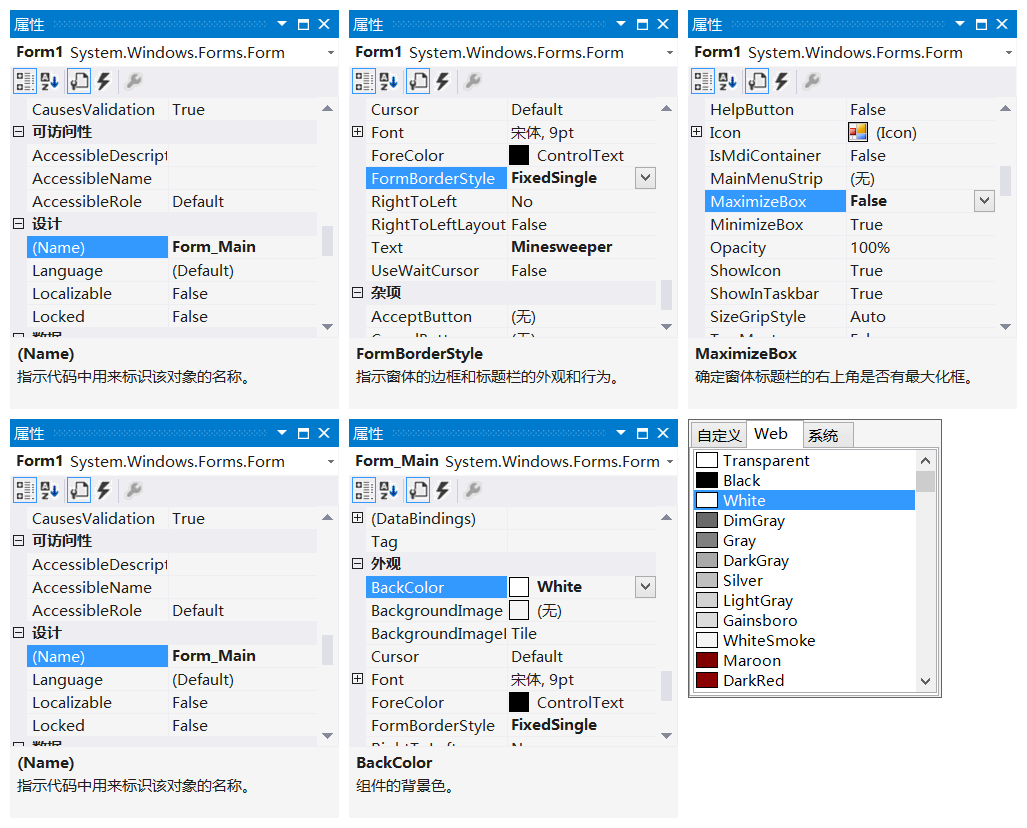 属性
Form1 System.Windows.Forms.Form
CausesValidation True
可访问性
AccessibleDescript
AccessibleName
AccessibleRole Default
设计
(Name) Form_Main
Language (Default)
Localizable False
Locked False
数据
(Name)
指示代码中用来标识该对象的名称。
属性
Form1 System.Windows.Forms.Form
Cursor Default
Font 宋体, 9pt
ForeColor ControlText
FormBorderStyle FixedSingle
RightToLeft No
RightToLeftLayout False
Text Minesweeper
UseWaitCursor False
杂项
AcceptButton (无)
FormBorderStyle
指示窗体的边框和标题栏的外观和行为。
属性
Form1 System.Windows.Forms.Form
HelpButton False
Icon (Icon)
IsMdiContainer False
MainMenuStrip (无)
MaximizeBox False
MinimizeBox True
Opacity 100%
ShowIcon True
ShowInTaskbar True
SizeGripStyle Auto
MaximizeBox
确定窗体标题栏的右上角是否有最大化框。
属性
Form1 System.Windows.Forms.Form
CausesValidation True
可访问性
AccessibleDescript
AccessibleName
AccessibleRole Default
设计
(Name) Form_Main
Language (Default)
Localizable False
Locked False
数据
(Name)
指示代码中用来标识该对象的名称。
属性
Form_Main System.Windows.Forms.Form
(DataBindings)
Tag
外观
BackColor White
BackgroundImage (无)
BackgroundImageI Tile
Cursor Default
Font 宋体, 9pt
ForeColor ControlText
FormBorderStyle FixedSingle
BackColor
组件的背景色。
自定义 Web 系统
Transparent
Black
White
DimGray
Gray
DarkGray
Silver
LightGray
Gainsboro
WhiteSmoke
Maroon
DarkRed